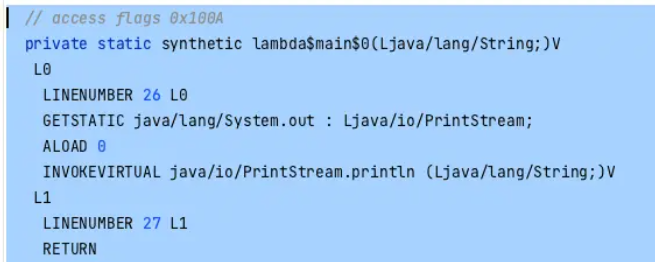 // access flags 0x100A
private static synthetic lambda$main$0(Ljava/lang/String;)V
L0
LINENUMBER 26 L0
GETSTATIC java/lang/System.out : Ljava/io/PrintStream;
ALOAD 0
INVOKEVIRTUAL java/io/PrintStream.println (Ljava/lang/String;)V
L1
LINENUMBER 27 L1
RETURN